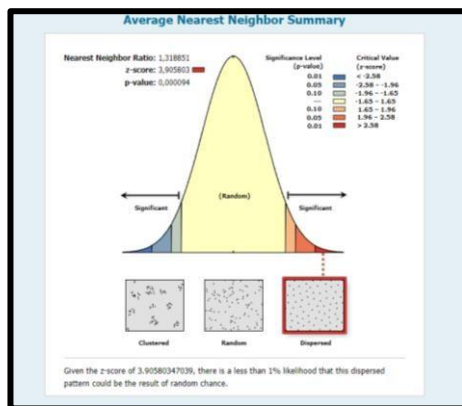 Average Nearest Neighbor Summary
Nearest Neighbor Ratio: 1,318851
z-score: 3,905803
p-value: 0,000094
Significance Level
(p-value)
Critical Value
(z-score)
0.01 < -2.58
0.05 -2.58 - -1.96
0.10 -1.96 - -1.65
--- -1.65 - 1.65
0.10 1.65 - 1.96
0.05 1.96 - 2.58
0.01 > 2.58
Significant
(Random)
Significant
Clustered
Random
Dispersed
Given the z-score of 3.90580347039, there is a less than 1% likelihood that this dispersed
pattern could be the result of random chance.